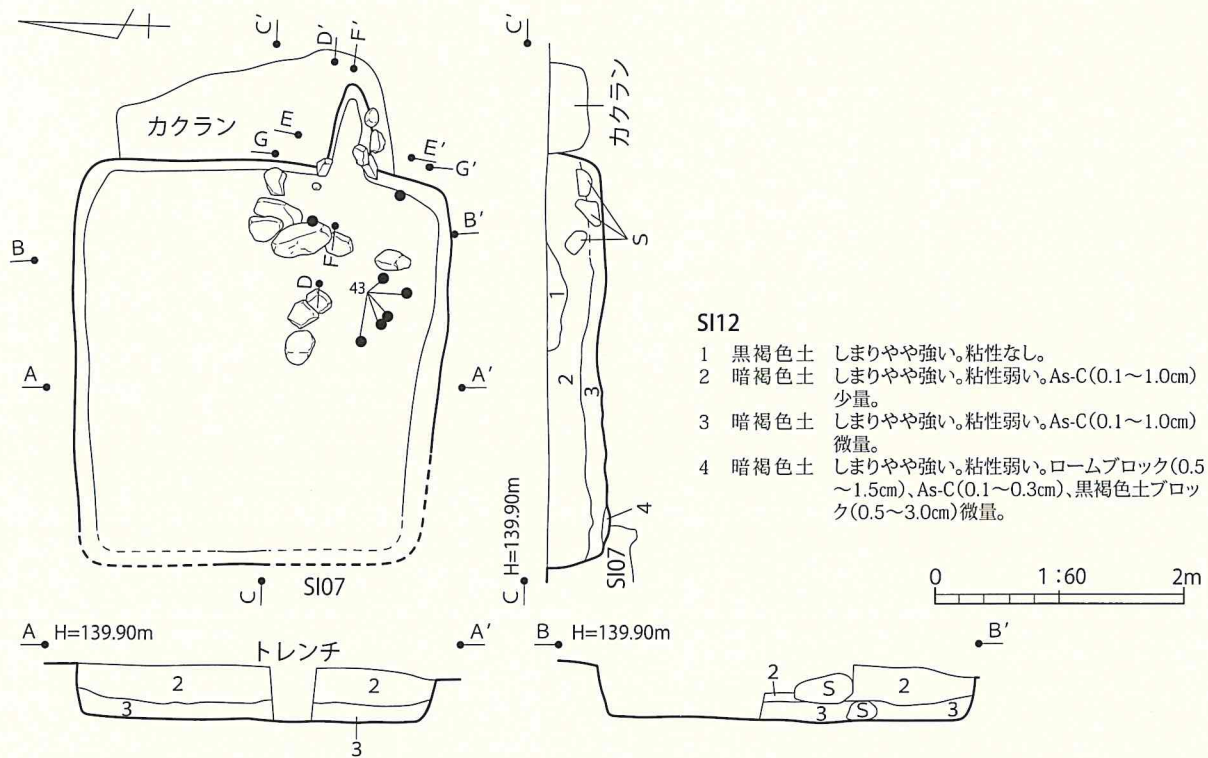 C'
D'
F'
カクラン
E
G
E'
G'
B'
B
F
D
43
A
A'
C
SI07
C'
カクラン
S
1
2
3
4
SI07
C H=139.90m
SI12
1 黒褐色土 しまりやや強い。粘性なし。
2 暗褐色土 しまりやや強い。粘性弱い。As-C(0.1～1.0cm)
少量。
3 暗褐色土 しまりやや強い。粘性弱い。As-C(0.1～1.0cm)
微量。
4 暗褐色土 しまりやや強い。粘性弱い。ロームブロック(0.5
～1.5cm)、As-C(0.1～0.3cm)、黒褐色土ブロッ
ク(0.5～3.0cm)微量。
0 1:60 2m
A H=139.90m
トレンチ
A'
2
2
3
3
B H=139.90m
B'
2
S
2
3
S
3